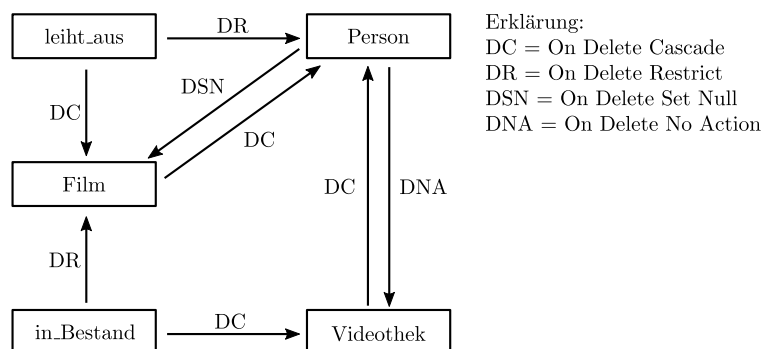 leiht_aus
DR
Person
Erklärung:
DC = On Delete Cascade
DR = On Delete Restrict
DSN = On Delete Set Null
DNA = On Delete No Action
DSN
DC
DC
Film
DC
DNA
DR
in_Bestand
DC
Videothek